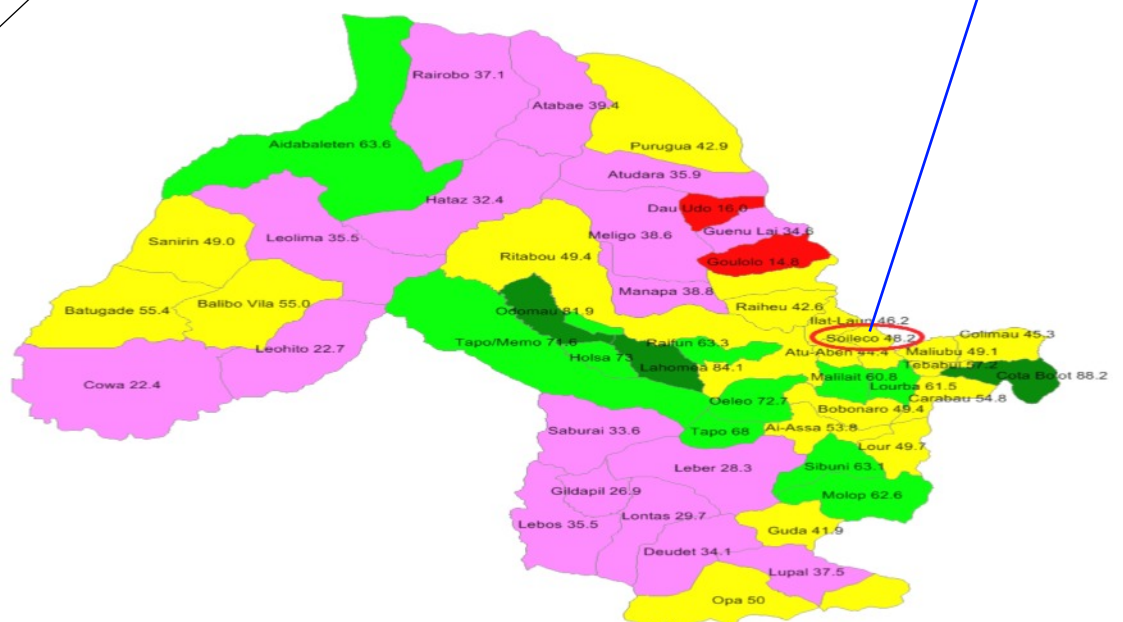 Rairobo 37.1
Atabae 39.4
Aidabaleten 63.6
Purugua 42.9
Atudara 35.9
Hataz 32.4
Dau Udo 16.0
Guenu Lai 34.6
Meligo 38.6
Leolima 35.5
Sanirin 49.0
Ritabou 49.4
Goulolo 14.8
Manapa 38.8
Balibo Vila 55.0
Batugade 55.4
Raiheu 42.6
Odomau 81.9
Ilat-Laun 46.2
Soileco 48.2
Colimau 45.3
Tapo/Memo 71.6
Raifun 63.3
Leohito 22.7
Atu-Aben 44.4
Maliubu 49.1
Holsa 73
Lahomea 84.1
Tebabui 57.2
Cota Bo'ot 88.2
Malilait 60.8
Cowa 22.4
Lourba 61.5
Carabau 54.8
Oeleo 72.7
Bobonaro 49.4
Saburai 33.6
Tapo 68
Ai-Assa 53.8
Lour 49.7
Leber 28.3
Sibuni 63.1
Gildapil 26.9
Molop 62.6
Lontas 29.7
Lebos 35.5
Guda 41.9
Deudet 34.1
Lupal 37.5
Opa 50